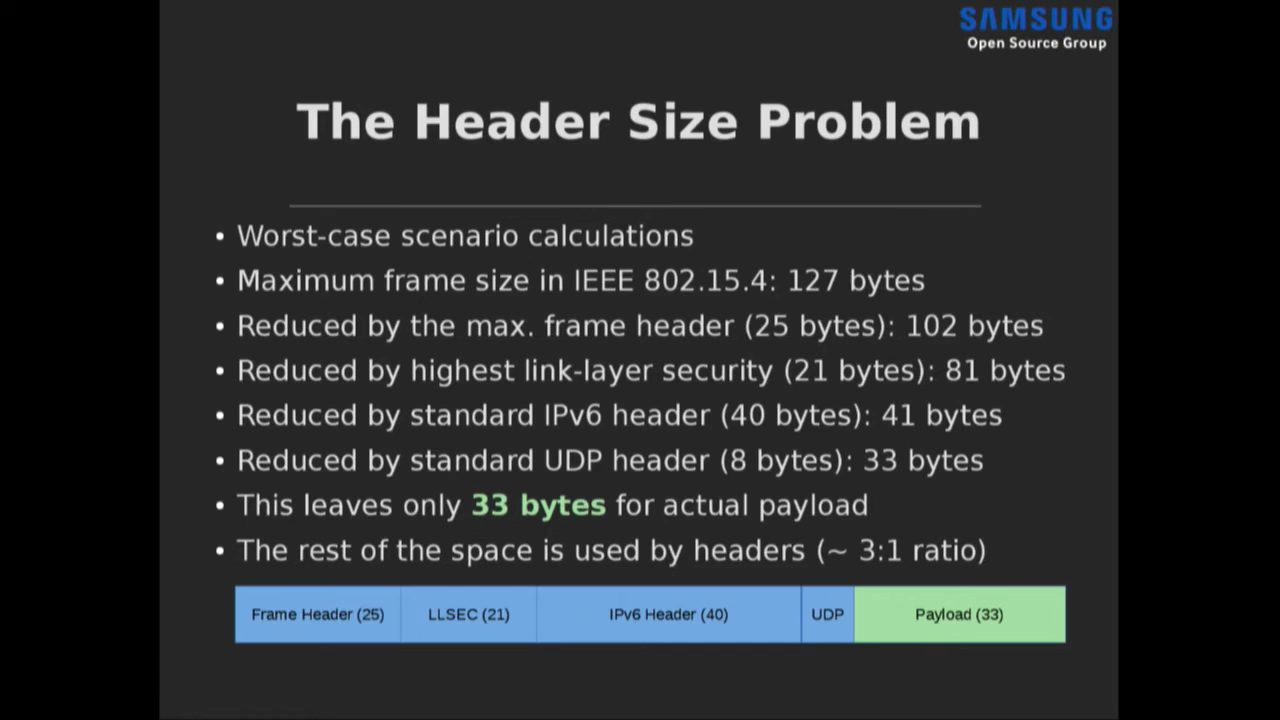 SAMSUNG
Open Source Group
The Header Size Problem
• Worst-case scenario calculations
• Maximum frame size in IEEE 802.15.4: 127 bytes
• Reduced by the max. frame header (25 bytes): 102 bytes
• Reduced by highest link-layer security (21 bytes): 81 bytes
• Reduced by standard IPv6 header (40 bytes): 41 bytes
• Reduced by standard UDP header (8 bytes): 33 bytes
• This leaves only 33 bytes for actual payload
• The rest of the space is used by headers (~ 3:1 ratio)
Frame Header (25) LLSEC (21) IPv6 Header (40) UDP Payload (33)